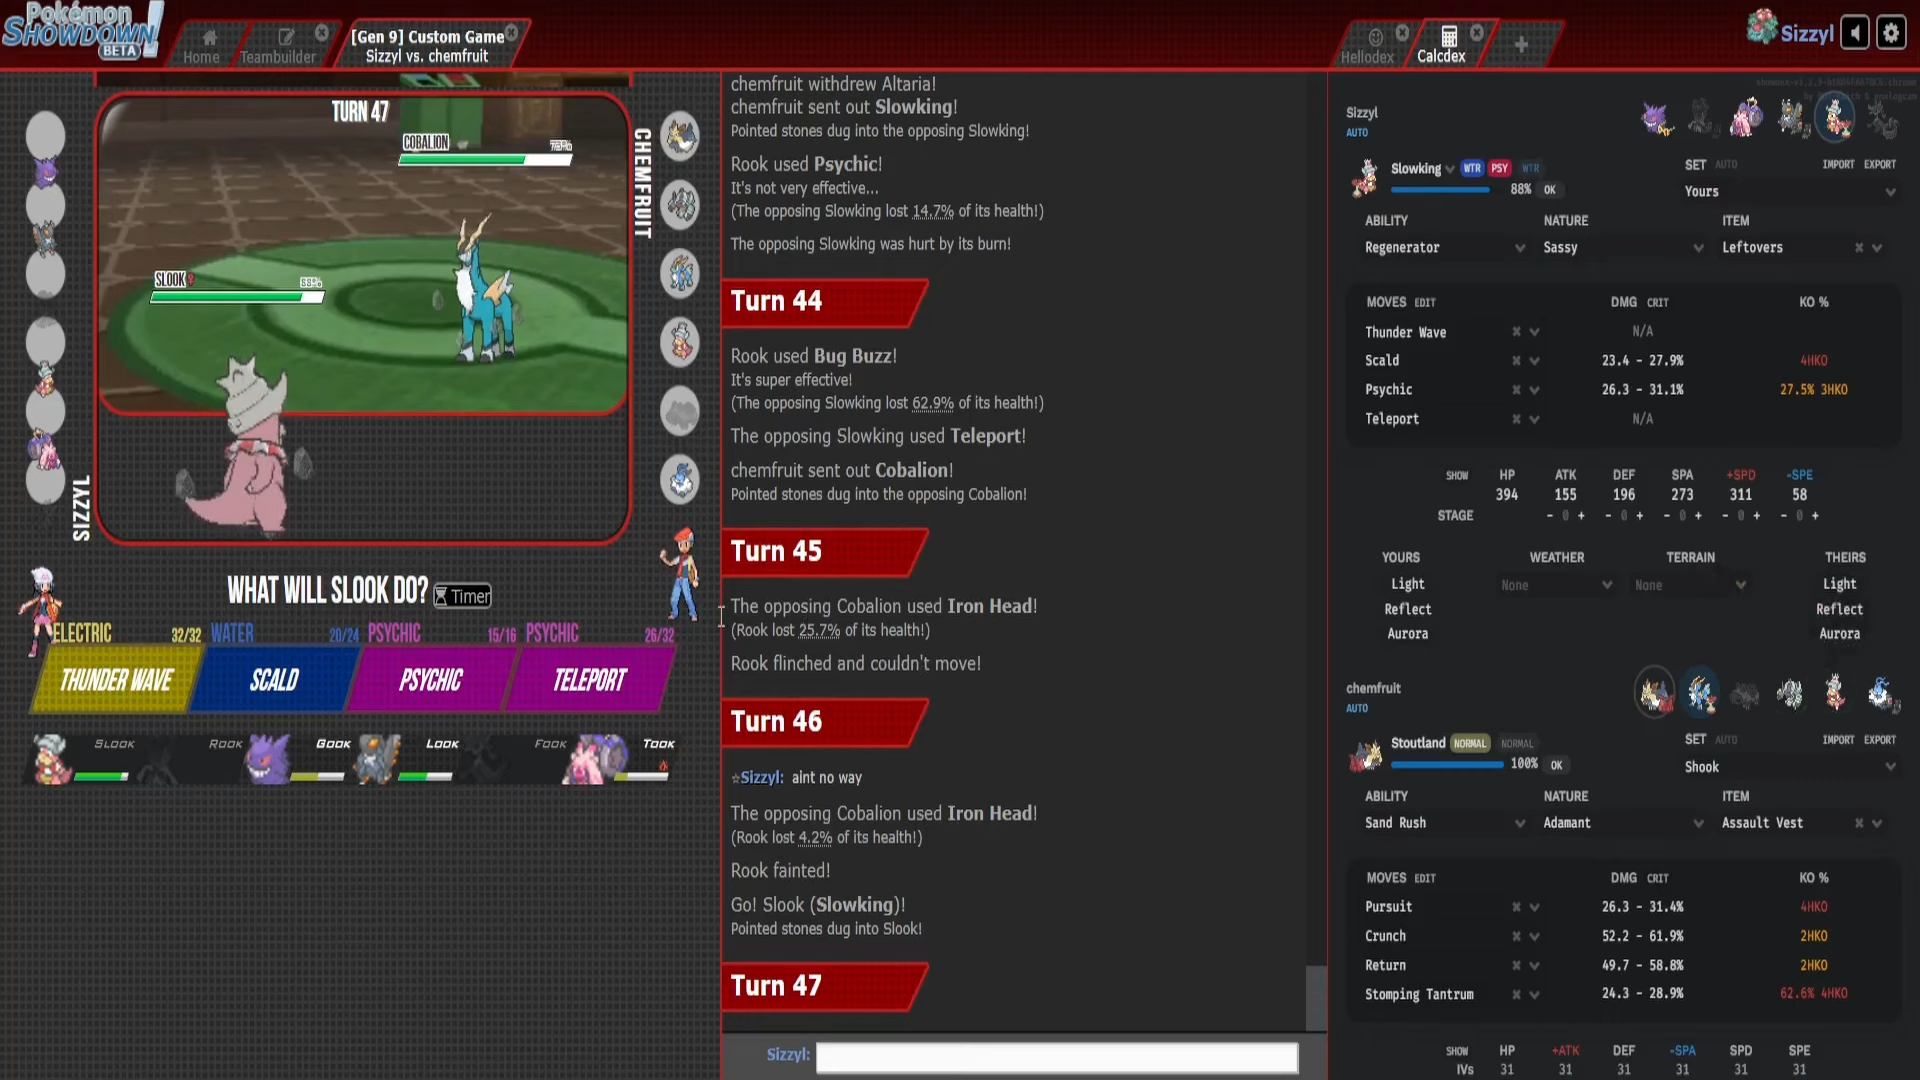 Pokémon
SHOWDOWN!
BETA
Home
Teambuilder
[Gen 9] Custom Game
Sizzyl vs. chemfruit
Hellodex
Calcdex
Sizzyl
TURN 47
COBALION
SLOOK
88%
CHEMFRUIT
SIZZYL
WHAT WILL SLOOK DO?
Timer
ELECTRIC 32/32
WATER 20/24
PSYCHIC 15/16
PSYCHIC 26/32
THUNDER WAVE
SCALD
PSYCHIC
TELEPORT
Slook
Rook
Gook
Look
Fook
Took
chemfruit withdrew Altaria!
chemfruit sent out Slowking!
Pointed stones dug into the opposing Slowking!
Rook used Psychic!
It's not very effective...
(The opposing Slowking lost 14.7% of its health!)
The opposing Slowking was hurt by its burn!
Turn 44
Rook used Bug Buzz!
It's super effective!
(The opposing Slowking lost 62.9% of its health!)
The opposing Slowking used Teleport!
chemfruit sent out Cobalion!
Pointed stones dug into the opposing Cobalion!
Turn 45
The opposing Cobalion used Iron Head!
(Rook lost 25.7% of its health!)
Rook flinched and couldn't move!
Turn 46
☆Sizzyl: aint no way
The opposing Cobalion used Iron Head!
(Rook lost 4.2% of its health!)
Rook fainted!
Go! Slook (Slowking)!
Pointed stones dug into Slook!
Turn 47
Sizzyl:
Sizzyl
AUTO
Slowking WTR PSY WTR
88% OK
SET AUTO IMPORT EXPORT
Yours
ABILITY NATURE ITEM
Regenerator Sassy Leftovers
MOVES EDIT DMG CRIT KO %
Thunder Wave N/A
Scald 23.4 - 27.9% 4HKO
Psychic 26.3 - 31.1% 27.5% 3HKO
Teleport N/A
SHOW HP ATK DEF SPA +SPD -SPE
394 155 196 273 311 58
STAGE - 0 + - 0 + - 0 + - 0 + - 0 +
YOURS WEATHER TERRAIN THEIRS
Light None None Light
Reflect Reflect
Aurora Aurora
chemfruit
AUTO
Stoutland NORMAL NORMAL
100% OK
SET AUTO IMPORT EXPORT
Shook
ABILITY NATURE ITEM
Sand Rush Adamant Assault Vest
MOVES EDIT DMG CRIT KO %
Pursuit 26.3 - 31.4% 4HKO
Crunch 52.2 - 61.9% 2HKO
Return 49.7 - 58.8% 2HKO
Stomping Tantrum 24.3 - 28.9% 62.6% 4HKO
SHOW HP +ATK DEF -SPA SPD SPE
IVs 31 31 31 31 31 31